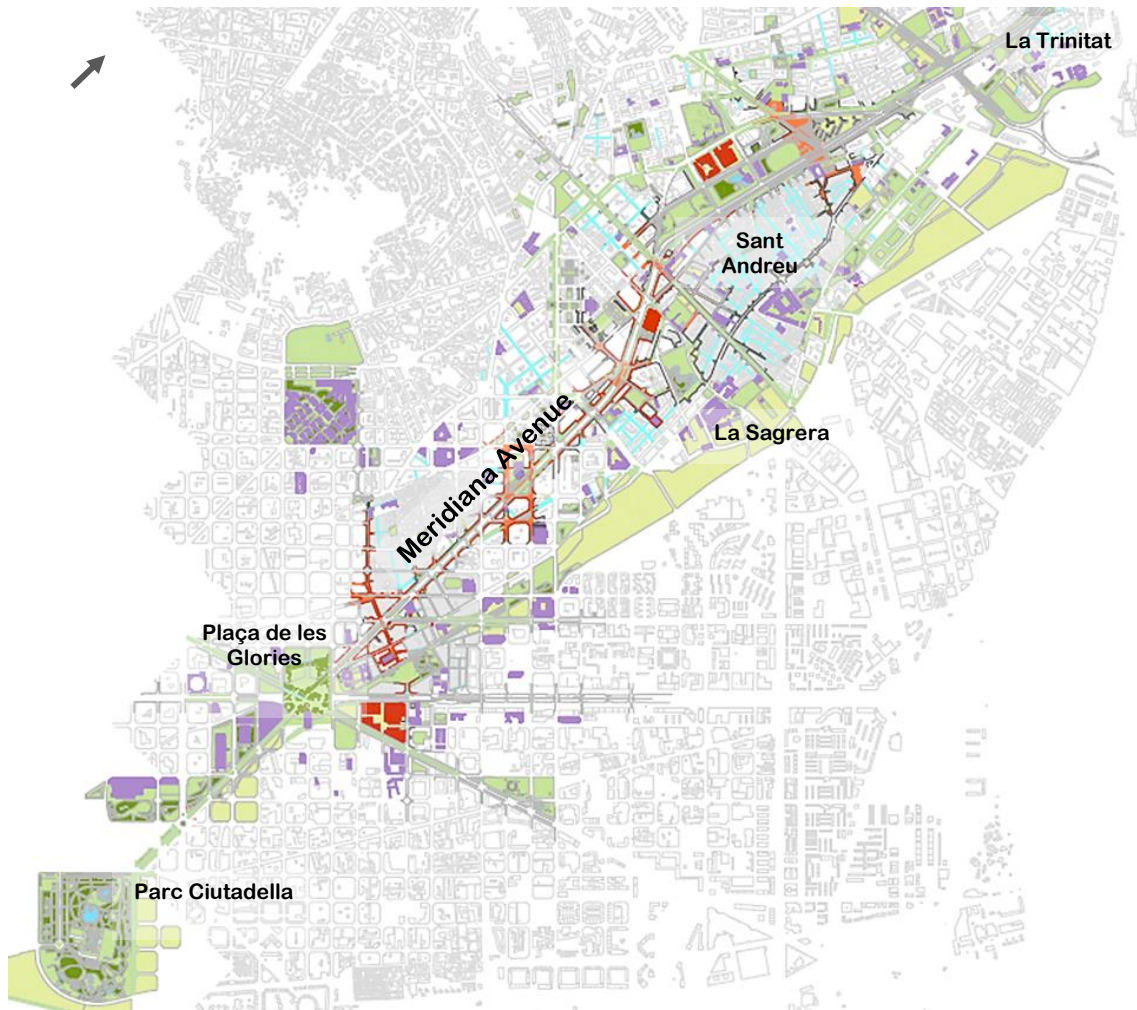 La Trinitat
Sant
Andreu
La Sagrera
Meridiana Avenue
Plaça de les
Glories
Parc Ciutadella